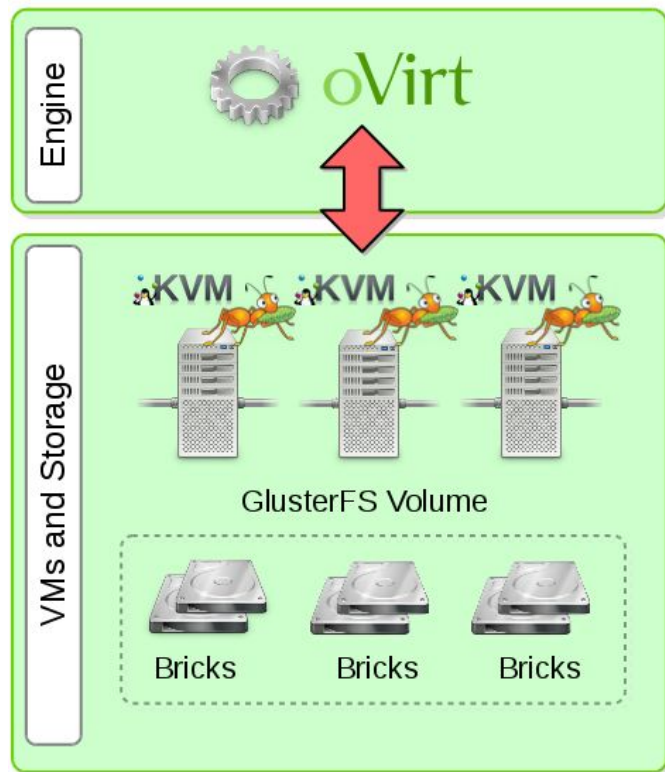 Engine
oVirt
VMs and Storage
KVM
KVM
KVM
GlusterFS Volume
Bricks
Bricks
Bricks